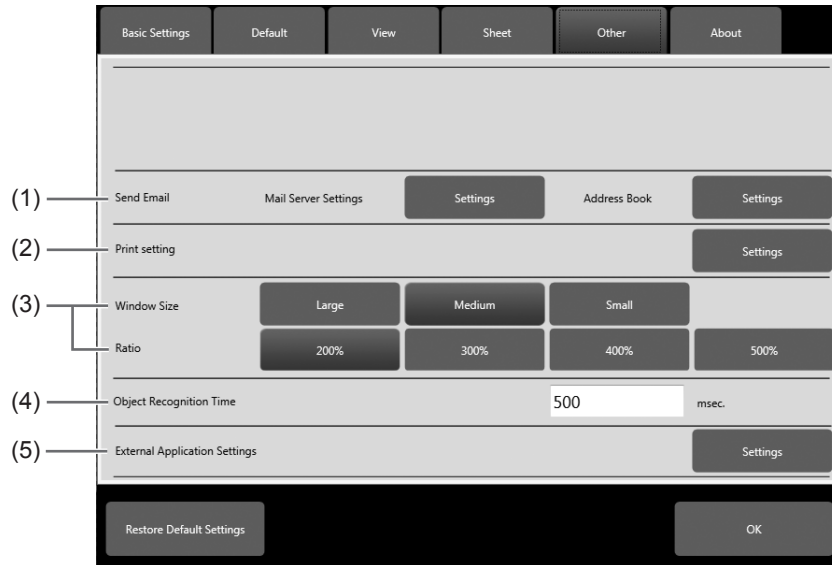 Basic Settings Default View Sheet Other About
(1) Send Email Mail Server Settings Settings Address Book Settings
(2) Print setting Settings
(3) Window Size Large Medium Small
Ratio 200% 300% 400% 500%
(4) Object Recognition Time 500 msec.
(5) External Application Settings Settings
Restore Default Settings OK